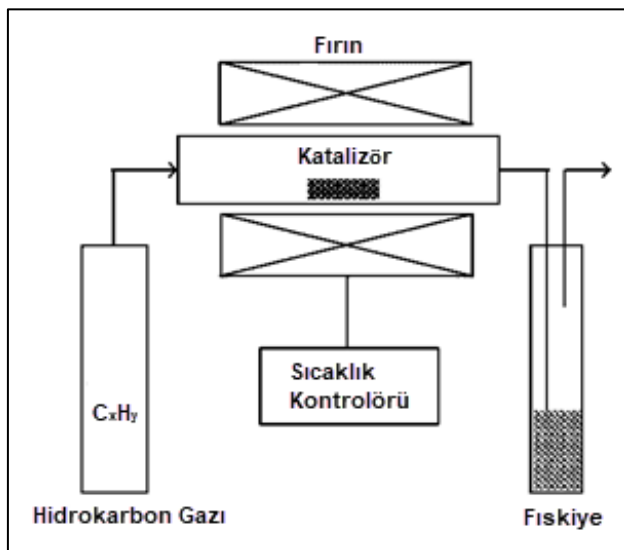 Fırın
Katalizör
Sıcaklık
Kontrolörü
CxHy
Hidrokarbon Gazı
Fıskiye